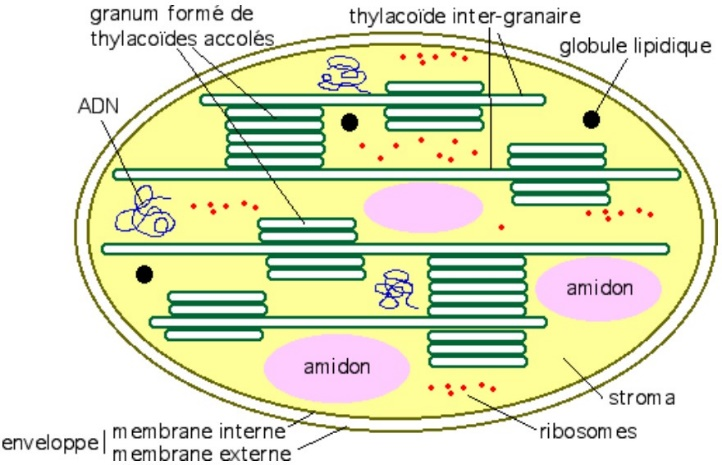 granum formé de
thylacoïdes accolés
thylacoïde inter-granaire
globule lipidique
ADN
amidon
amidon
stroma
ribosomes
enveloppe
membrane interne
membrane externe